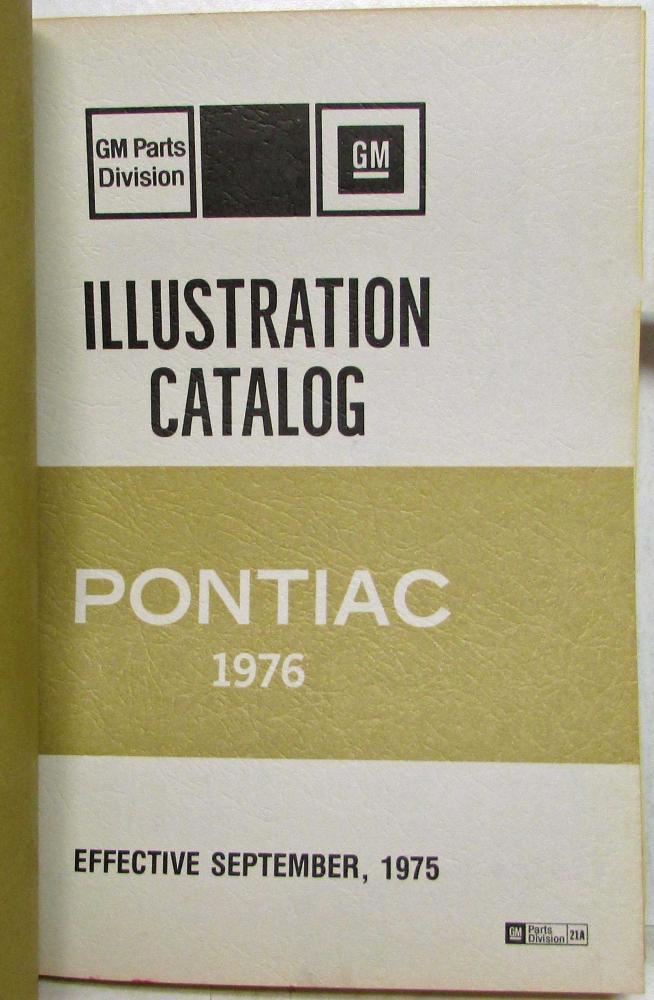 GM Parts
Division
GM
ILLUSTRATION
CATALOG
PONTIAC
1976
EFFECTIVE SEPTEMBER, 1975
GM Parts
Division 21A